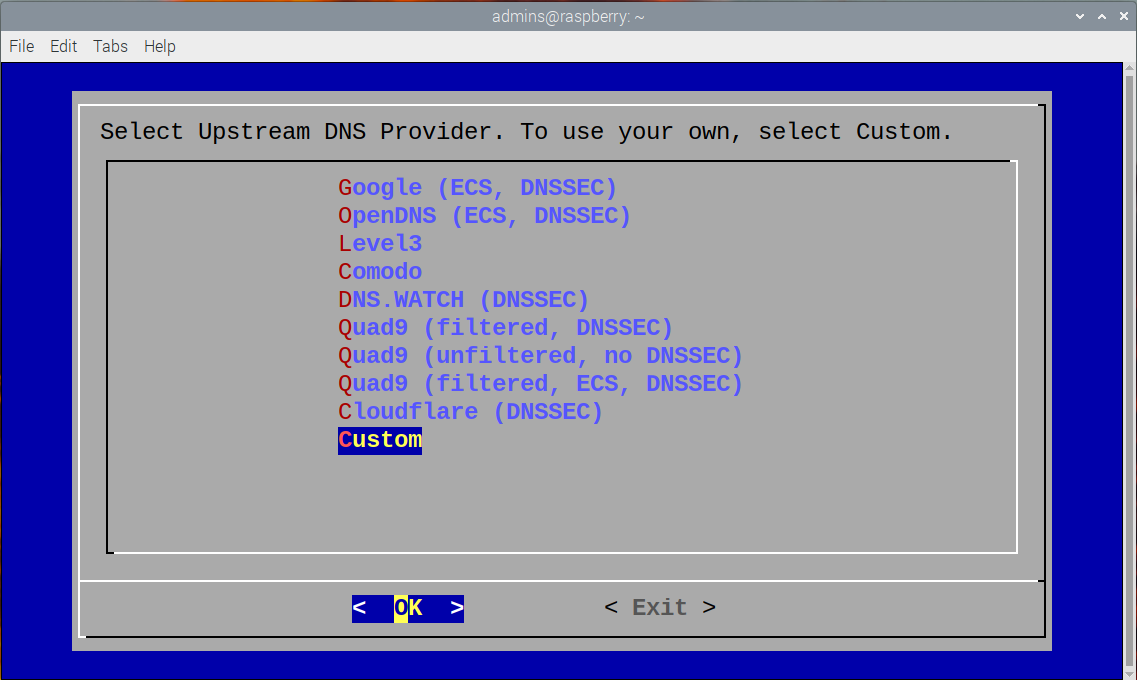 admins@raspberry: ~
File Edit Tabs Help
Select Upstream DNS Provider. To use your own, select Custom.
Google (ECS, DNSSEC)
OpenDNS (ECS, DNSSEC)
Level3
Comodo
DNS.WATCH (DNSSEC)
Quad9 (filtered, DNSSEC)
Quad9 (unfiltered, no DNSSEC)
Quad9 (filtered, ECS, DNSSEC)
Cloudflare (DNSSEC)
Custom
<  OK  > < Exit >